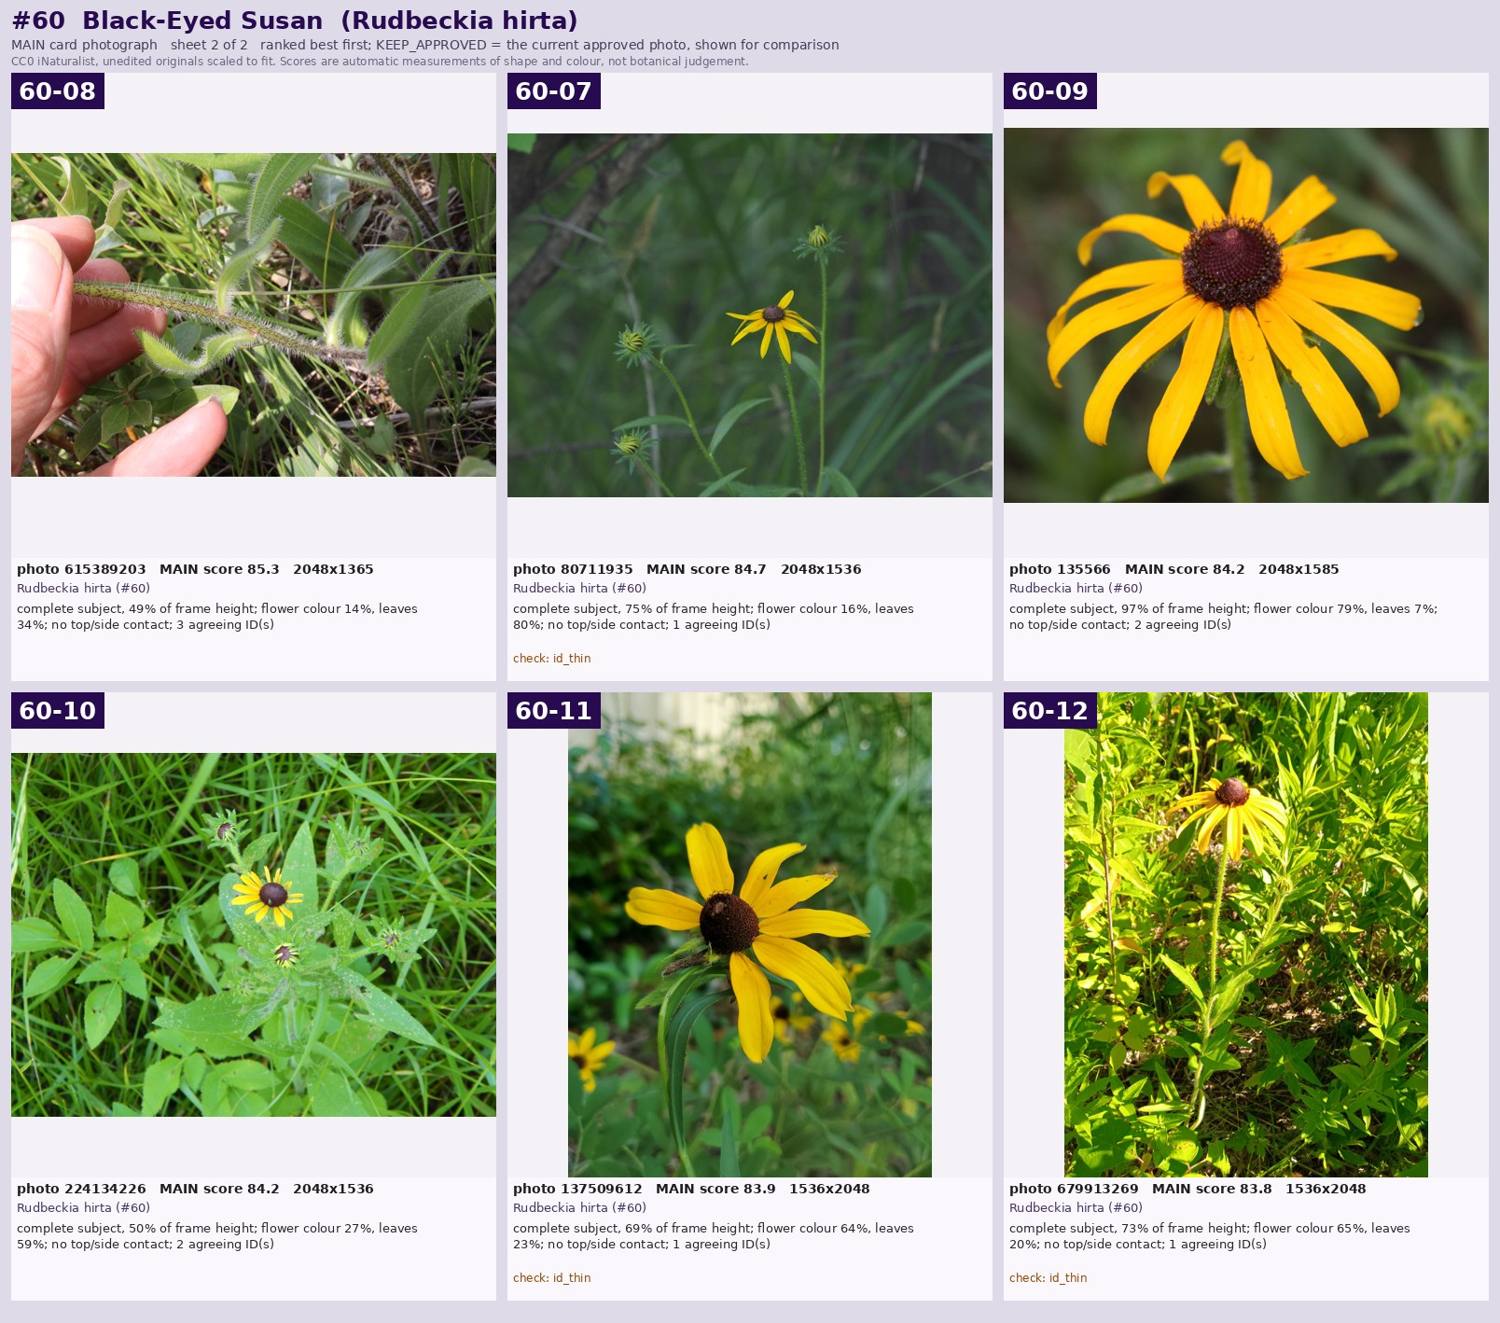 #60 Black-Eyed Susan (Rudbeckia hirta)
MAIN card photograph sheet 2 of 2 ranked best first; KEEP_APPROVED = the current approved photo, shown for comparison
CC0 iNaturalist, unedited originals scaled to fit. Scores are automatic measurements of shape and colour, not botanical judgement.
60-08
photo 615389203 MAIN score 85.3 2048x1365
Rudbeckia hirta (#60)
complete subject, 49% of frame height; flower colour 14%, leaves
34%; no top/side contact; 3 agreeing ID(s)
60-07
photo 80711935 MAIN score 84.7 2048x1536
Rudbeckia hirta (#60)
complete subject, 75% of frame height; flower colour 16%, leaves
80%; no top/side contact; 1 agreeing ID(s)
check: id_thin
60-09
photo 135566 MAIN score 84.2 2048x1585
Rudbeckia hirta (#60)
complete subject, 97% of frame height; flower colour 79%, leaves 7%;
no top/side contact; 2 agreeing ID(s)
60-10
photo 224134226 MAIN score 84.2 2048x1536
Rudbeckia hirta (#60)
complete subject, 50% of frame height; flower colour 27%, leaves
59%; no top/side contact; 2 agreeing ID(s)
60-11
photo 137509612 MAIN score 83.9 1536x2048
Rudbeckia hirta (#60)
complete subject, 69% of frame height; flower colour 64%, leaves
23%; no top/side contact; 1 agreeing ID(s)
check: id_thin
60-12
photo 679913269 MAIN score 83.8 1536x2048
Rudbeckia hirta (#60)
complete subject, 73% of frame height; flower colour 65%, leaves
20%; no top/side contact; 1 agreeing ID(s)
check: id_thin